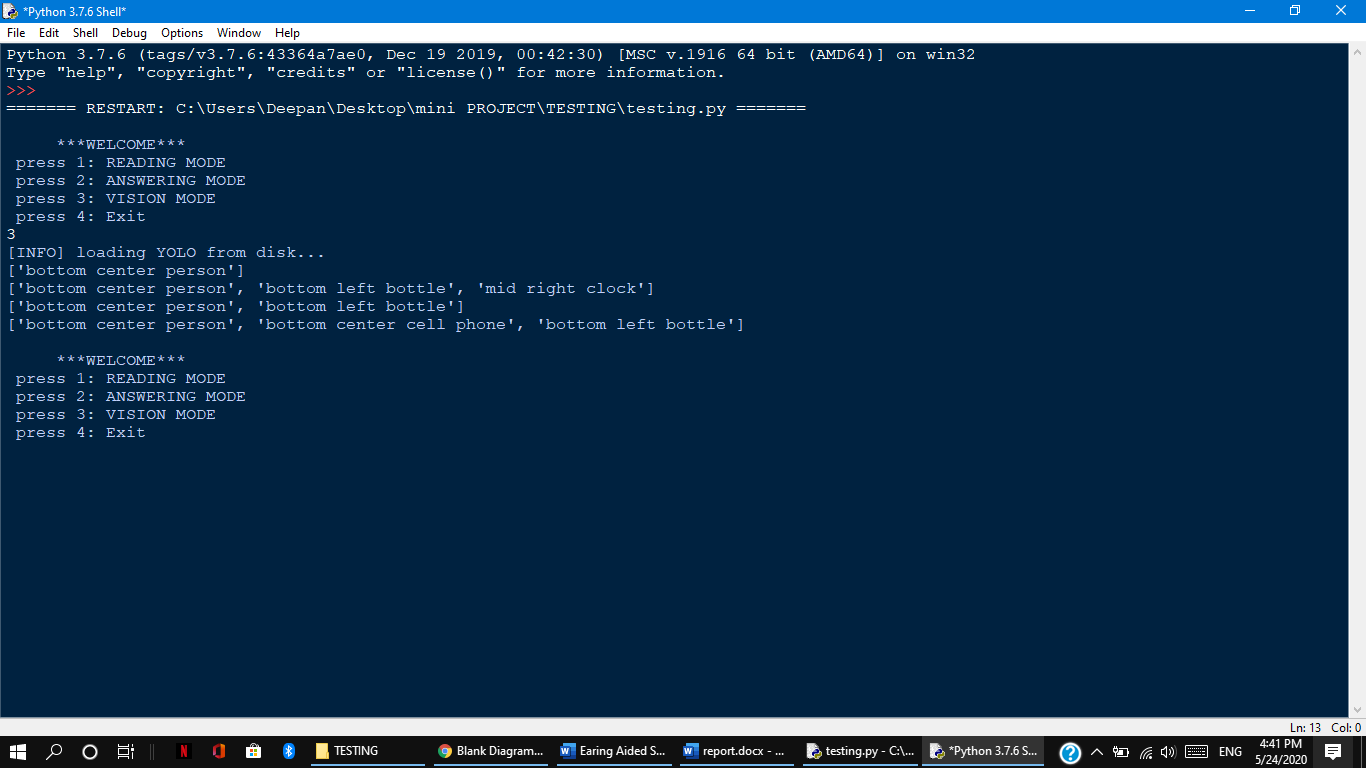 *Python 3.7.6 Shell*
File Edit Shell Debug Options Window Help
Python 3.7.6 (tags/v3.7.6:43364a7ae0, Dec 19 2019, 00:42:30) [MSC v.1916 64 bit (AMD64)] on win32
Type "help", "copyright", "credits" or "license()" for more information.
>>>
======= RESTART: C:\Users\Deepan\Desktop\mini PROJECT\TESTING\testing.py =======
***WELCOME***
press 1: READING MODE
press 2: ANSWERING MODE
press 3: VISION MODE
press 4: Exit
3
[INFO] loading YOLO from disk...
['bottom center person']
['bottom center person', 'bottom left bottle', 'mid right clock']
['bottom center person', 'bottom left bottle']
['bottom center person', 'bottom center cell phone', 'bottom left bottle']
***WELCOME***
press 1: READING MODE
press 2: ANSWERING MODE
press 3: VISION MODE
press 4: Exit
Ln: 13 Col: 0
TESTING Blank Diagram... Earing Aided S... report.docx - ... testing.py - C:\... *Python 3.7.6 S... ENG 4:41 PM
5/24/2020